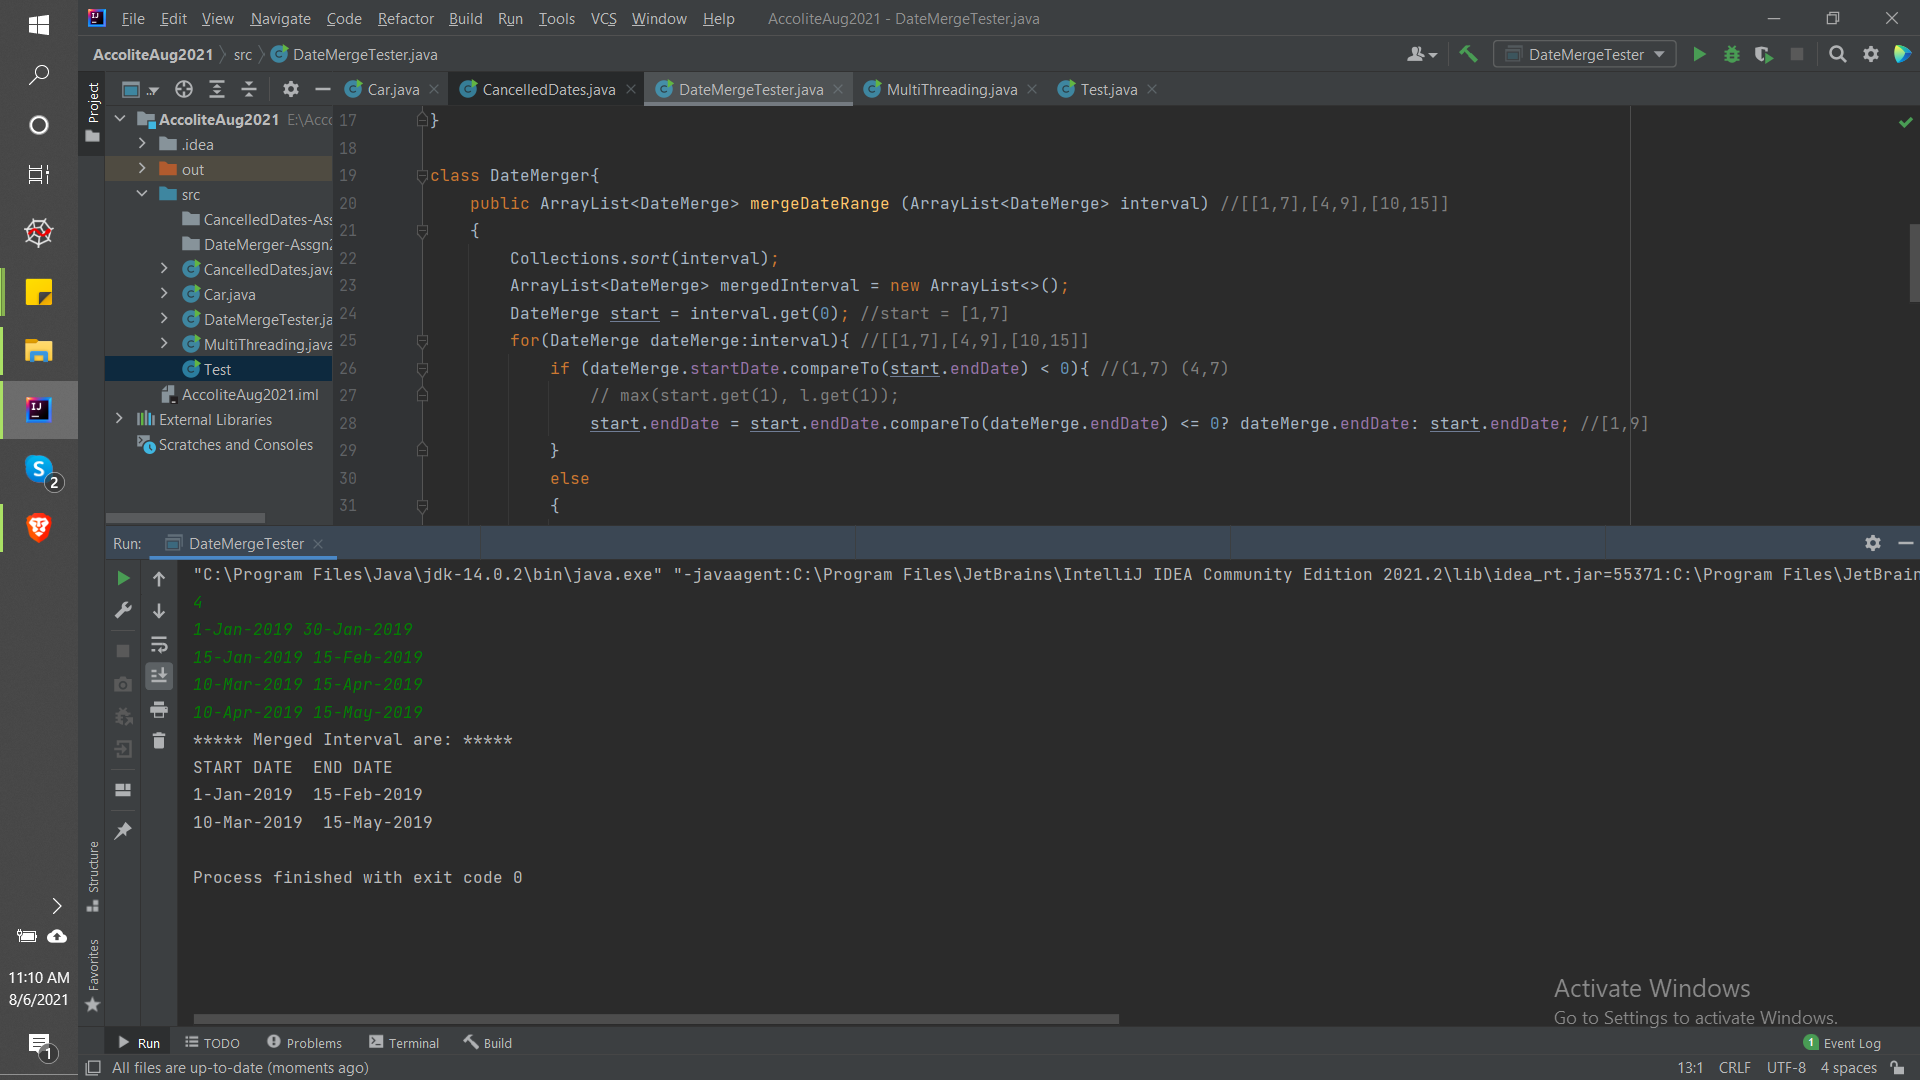 File Edit View Navigate Code Refactor Build Run Tools VCS Window Help AccoliteAug2021 - DateMergeTester.java
AccoliteAug2021 src DateMergeTester.java DateMergeTester
Project
Car.java CancelledDates.java DateMergeTester.java MultiThreading.java Test.java
AccoliteAug2021 E:\Acco
.idea
out
src
CancelledDates-Ass
DateMerger-Assgn2
CancelledDates.java
Car.java
DateMergeTester.ja
MultiThreading.java
Test
AccoliteAug2021.iml
External Libraries
Scratches and Consoles
17 }
18
19 class DateMerger{
20 public ArrayList<DateMerge> mergeDateRange (ArrayList<DateMerge> interval) //[[1,7],[4,9],[10,15]]
21 {
22 Collections.sort(interval);
23 ArrayList<DateMerge> mergedInterval = new ArrayList<>();
24 DateMerge start = interval.get(0); //start = [1,7]
25 for(DateMerge dateMerge:interval){ //[[1,7],[4,9],[10,15]]
26 if (dateMerge.startDate.compareTo(start.endDate) < 0){ //(1,7) (4,7)
27 // max(start.get(1), l.get(1));
28 start.endDate = start.endDate.compareTo(dateMerge.endDate) <= 0? dateMerge.endDate: start.endDate; //[1,9]
29 }
30 else
31 {
Run: DateMergeTester
"C:\Program Files\Java\jdk-14.0.2\bin\java.exe" "-javaagent:C:\Program Files\JetBrains\IntelliJ IDEA Community Edition 2021.2\lib\idea_rt.jar=55371:C:\Program Files\JetBrain
4
1-Jan-2019 30-Jan-2019
15-Jan-2019 15-Feb-2019
10-Mar-2019 15-Apr-2019
10-Apr-2019 15-May-2019
***** Merged Interval are: *****
START DATE END DATE
1-Jan-2019 15-Feb-2019
10-Mar-2019 15-May-2019
Process finished with exit code 0
Structure
Favorites
Activate Windows
Go to Settings to activate Windows.
Run TODO Problems Terminal Build 1 Event Log
All files are up-to-date (moments ago) 13:1 CRLF UTF-8 4 spaces
IJ
S 2
11:10 AM
8/6/2021
1